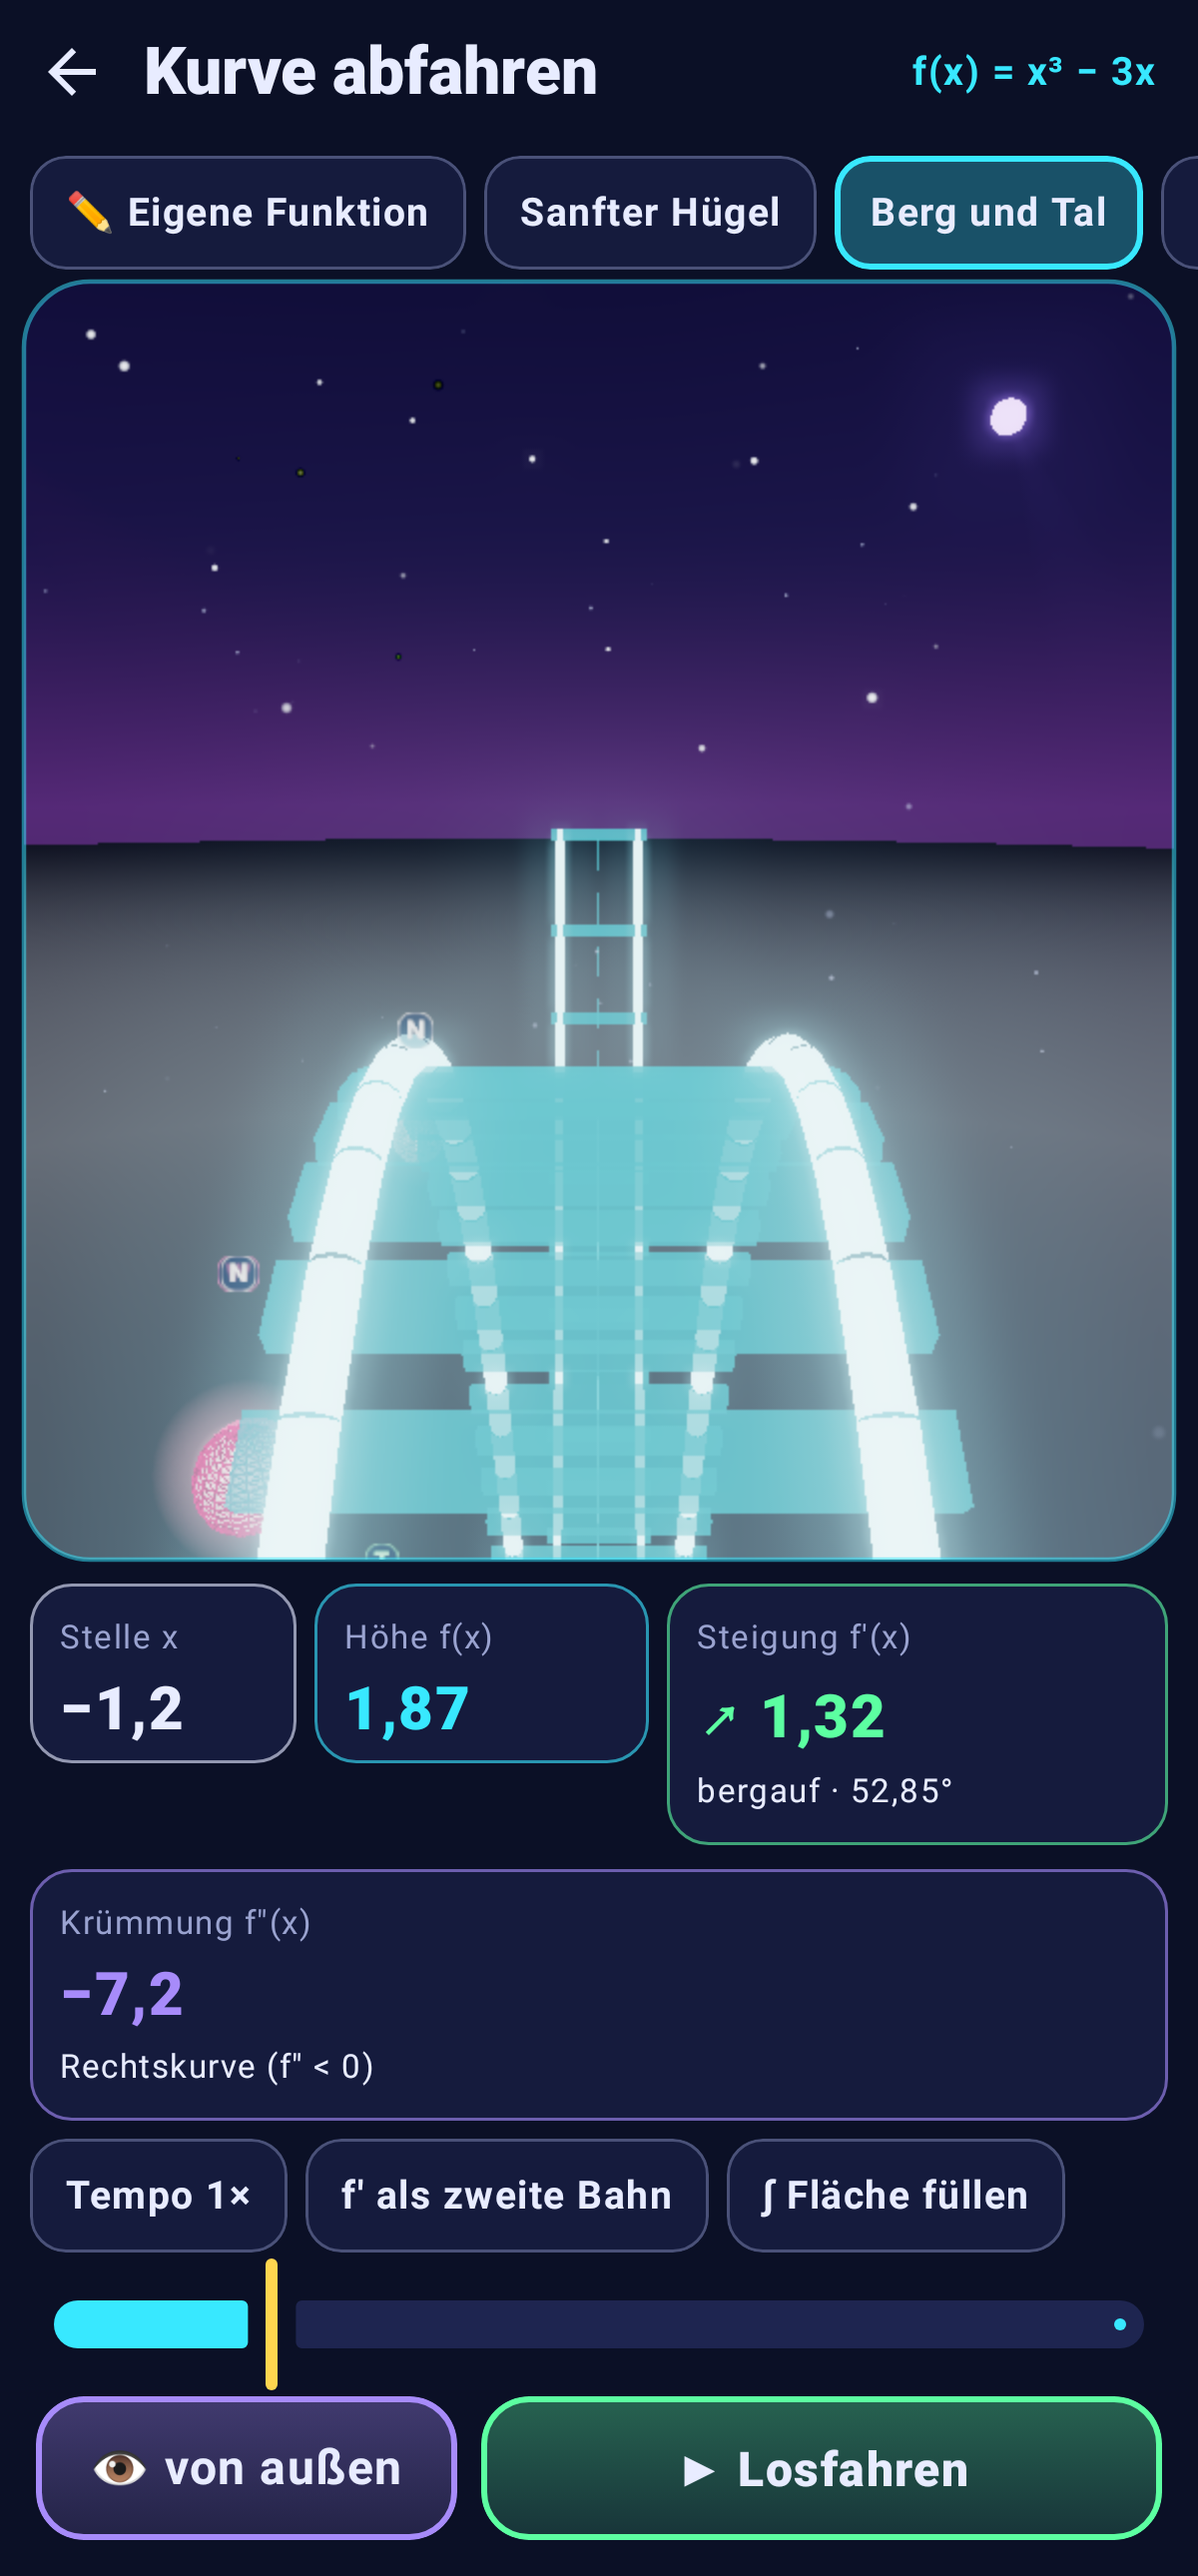 Kurve abfahren
f(x) = x³ − 3x
Eigene Funktion
Sanfter Hügel
Berg und Tal
N
N
Stelle x
−1,2
Höhe f(x)
1,87
Steigung f'(x)
↗ 1,32
bergauf · 52,85°
Krümmung f"(x)
−7,2
Rechtskurve (f" < 0)
Tempo 1×
f' als zweite Bahn
∫ Fläche füllen
von außen
► Losfahren